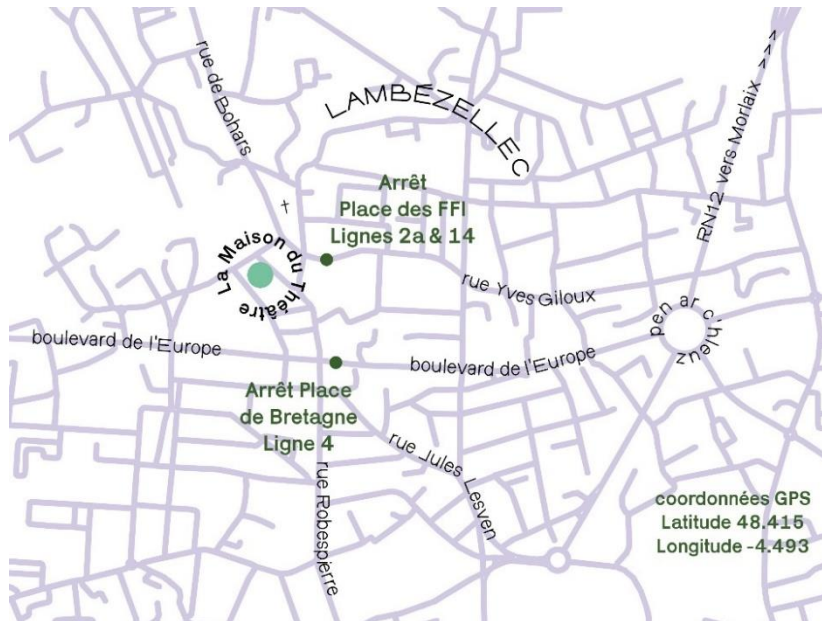 rue de Bohars
LAMBÉZELLEC
> > > >
RN12 vers Morlaix
Arrêt
Place des FFI
Lignes 2a & 14
†
La Maison du Théâtre
rue Yves Giloux
pen ar c'hleuz
boulevard de l'Europe
boulevard de l'Europe
Arrêt Place
de Bretagne
Ligne 4
rue Jules Lesven
rue Robespierre
coordonnées GPS
Latitude 48.415
Longitude -4.493